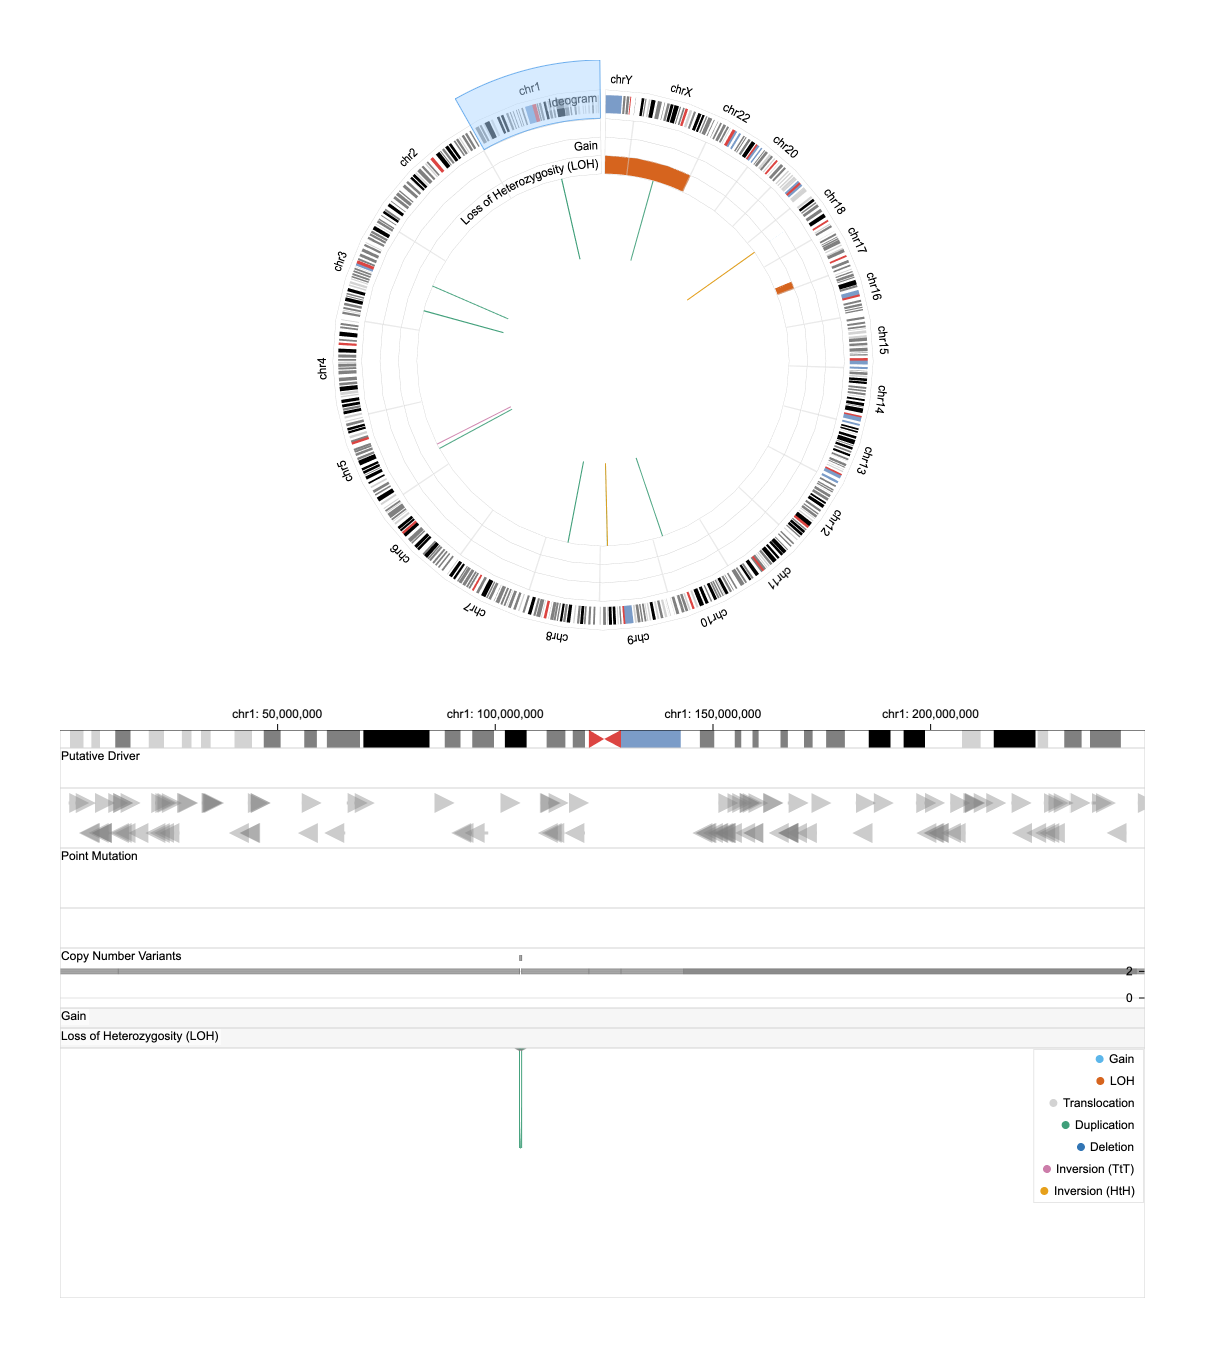 chrY
chrX
chr22
chr20
chr18
chr17
chr16
chr15
chr14
chr13
chr12
chr11
chr10
chr9
chr8
chr7
chr6
chr5
chr4
chr3
chr2
chr1
Ideogram
Gain
Loss of Heterozygosity (LOH)
chr1: 50,000,000
chr1: 100,000,000
chr1: 150,000,000
chr1: 200,000,000
Putative Driver
Point Mutation
Copy Number Variants
2
0
Gain
Loss of Heterozygosity (LOH)
Gain
LOH
Translocation
Duplication
Deletion
Inversion (TtT)
Inversion (HtH)